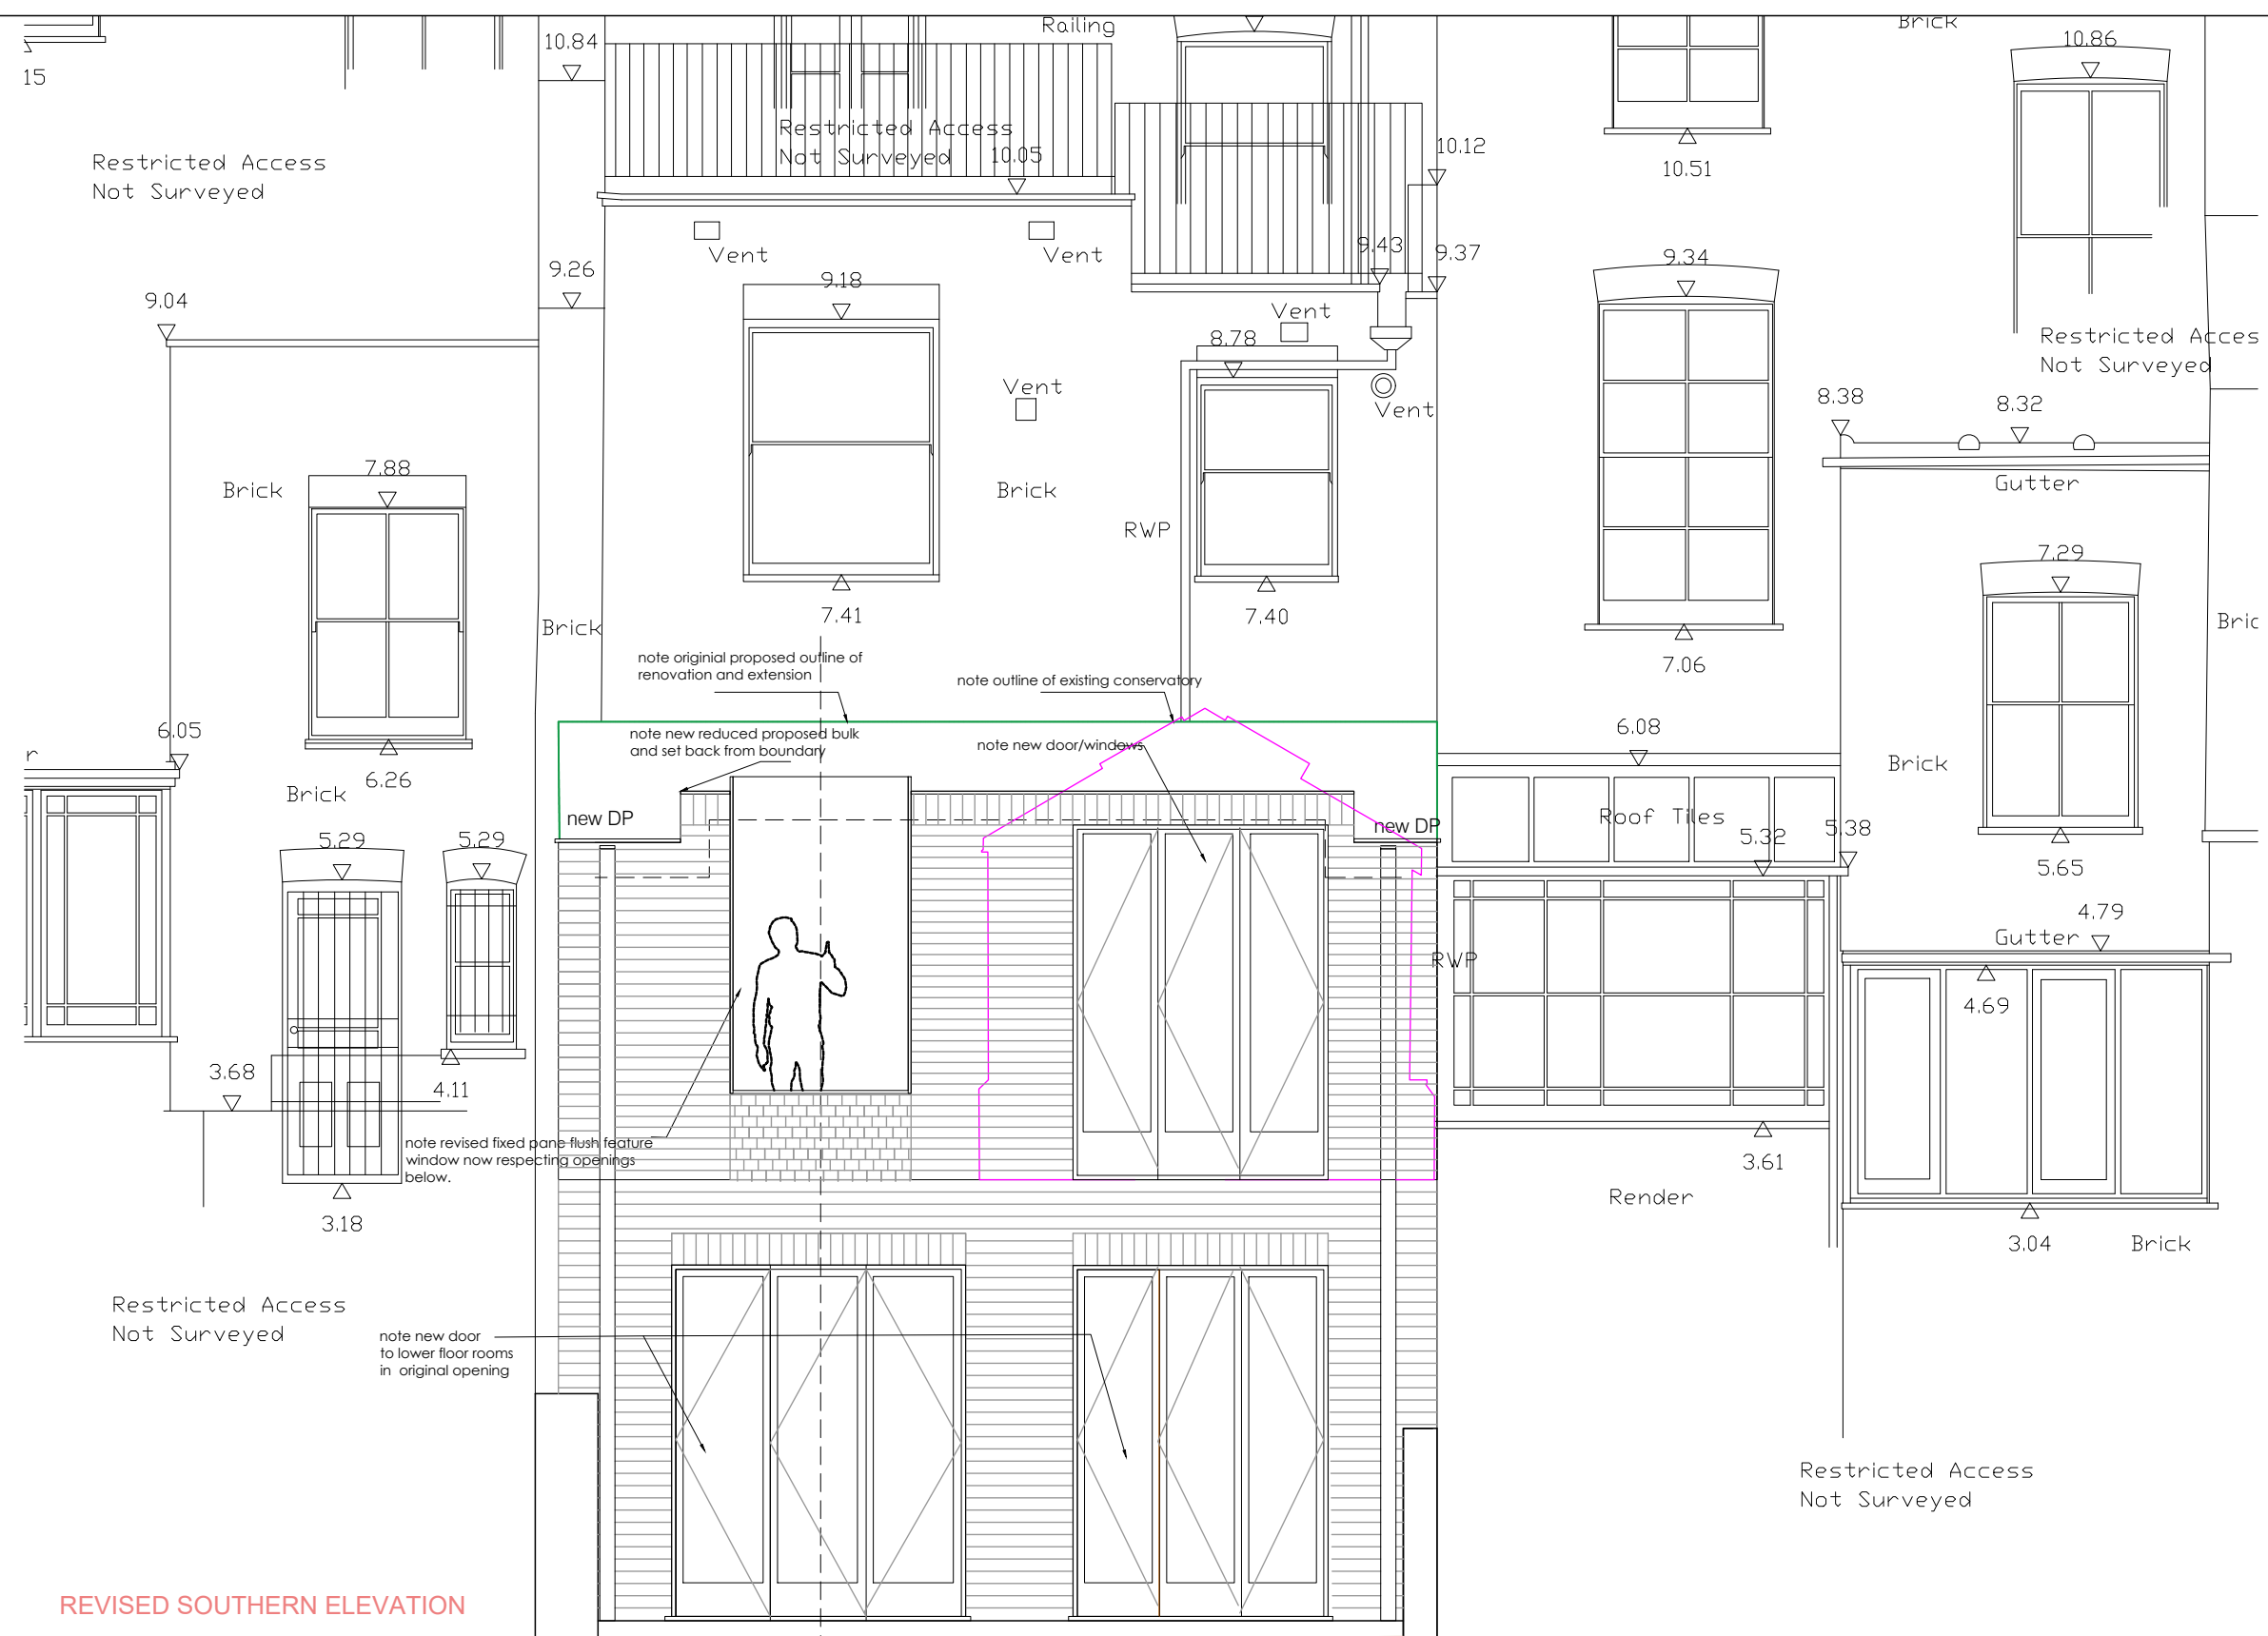 Railing
Brick
10.84
10.86
15
Restricted Access
Not Surveyed
10.05
10.12
Restricted Access
Not Surveyed
10.51
Vent
Vent
9.43
9.37
9.26
9.18
9.34
9.04
Vent
8.78
Restricted Acces
Not Surveyed
Vent
Vent
8.38
8.32
7.88
Brick
Brick
Gutter
RWP
7.29
7.41
7.40
Brick
Bric
7.06
note originial proposed outline of
renovation and extension
note outline of existing conservatory
6.05
6.08
r
note new reduced proposed bulk
and set back from boundary
note new door/windows
6.26
Brick
Brick
new DP
new DP
Roof Tiles
5.32
5.38
5.29
5.29
5.65
4.79
Gutter
RWP
4.69
3.68
4.11
note revised fixed pane flush feature
window now respecting openings
below.
3.61
Render
3.18
3.04
Brick
Restricted Access
Not Surveyed
note new door
to lower floor rooms
in original opening
Restricted Access
Not Surveyed
REVISED SOUTHERN ELEVATION